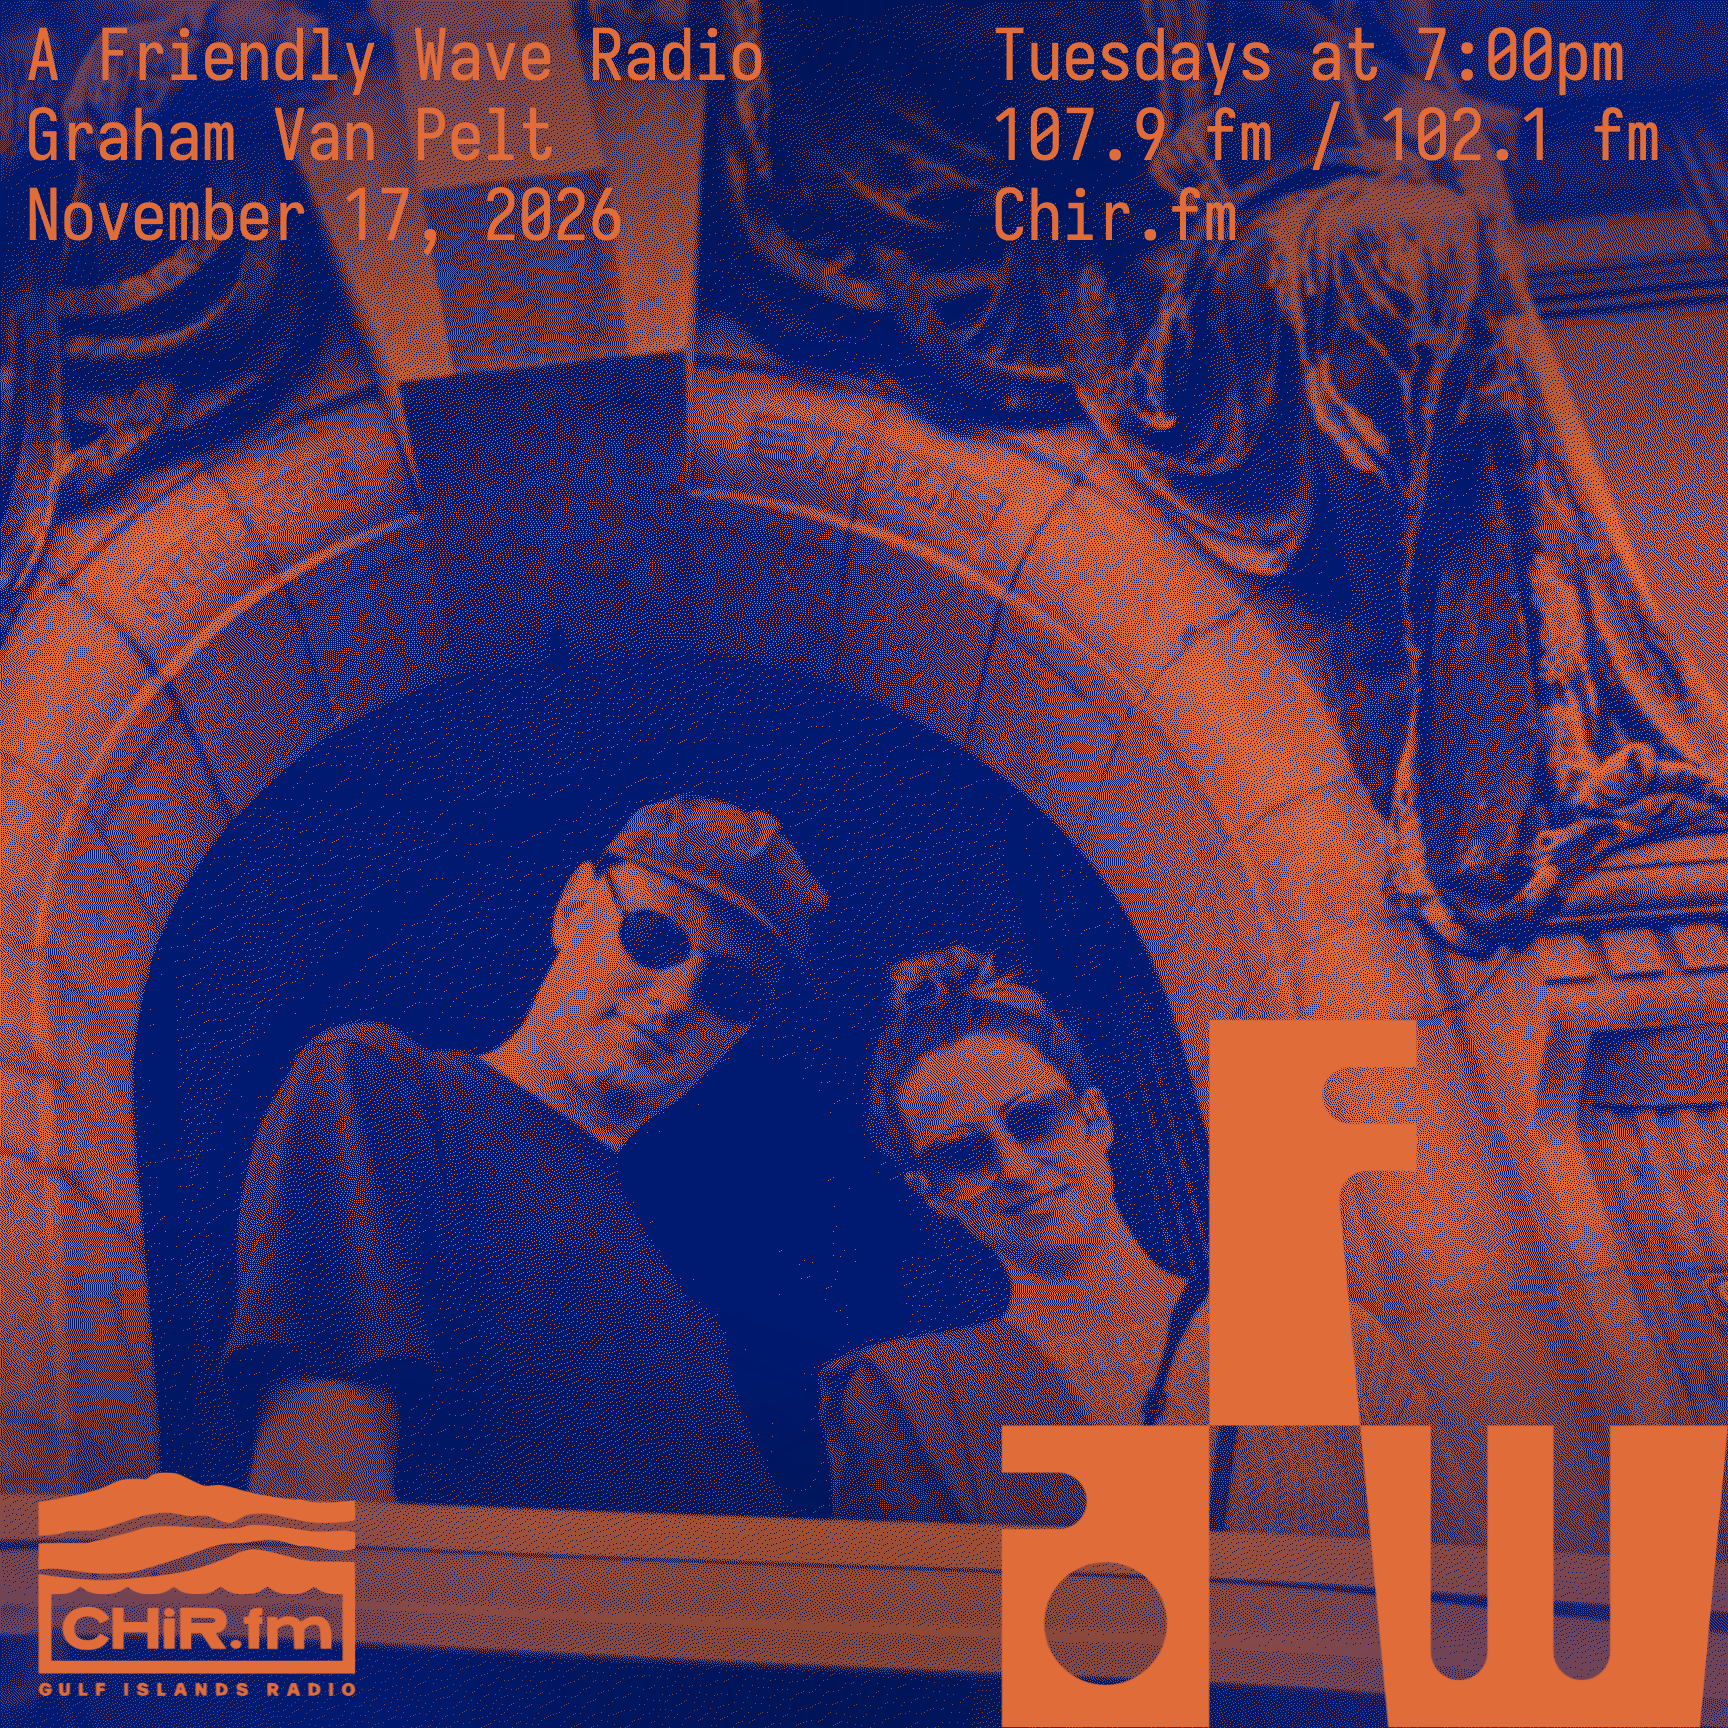 A Friendly Wave Radio
Graham Van Pelt
November 17, 2026
Tuesdays at 7:00pm
107.9 fm / 102.1 fm
Chir.fm
f
aw
CHiR.fm
GULF ISLANDS RADIO